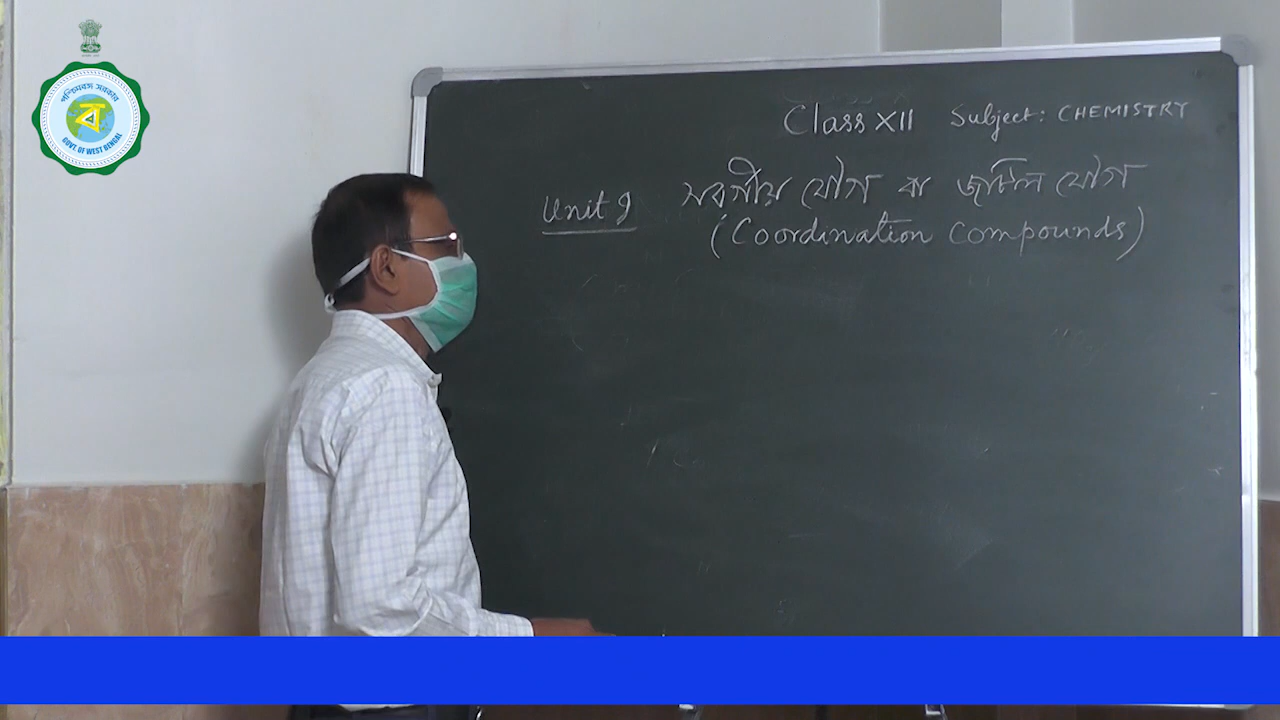 পশ্চিমবঙ্গ সরকার
ব
GOVT. OF WEST BENGAL
Class XII Subject: CHEMISTRY
Unit 9 সবর্গীয় যৌগ বা জটিল যৌগ
(Coordination compounds)